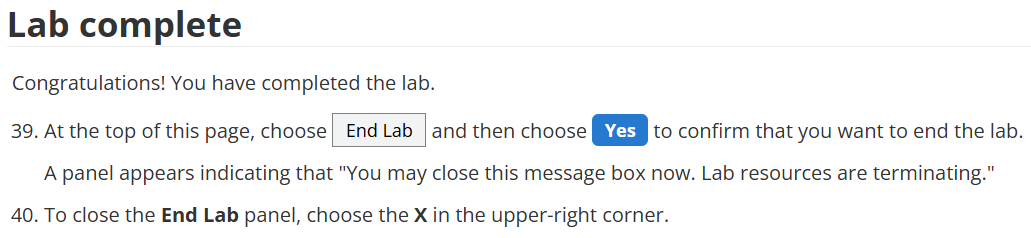 Lab complete
Congratulations! You have completed the lab.
39. At the top of this page, choose End Lab and then choose Yes to confirm that you want to end the lab.
A panel appears indicating that "You may close this message box now. Lab resources are terminating."
40. To close the End Lab panel, choose the X in the upper-right corner.